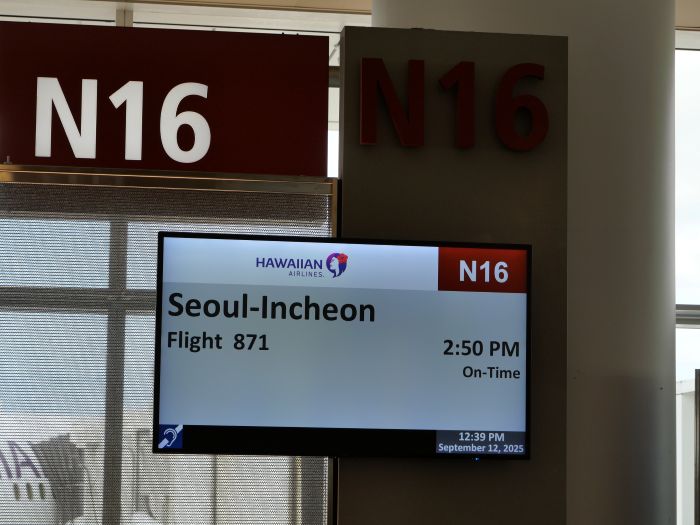 N16
N16
HAWAIIAN
AIRLINES.
N16
Seoul-Incheon
Flight 871
2:50 PM
On-Time
12:39 PM
September 12, 2025